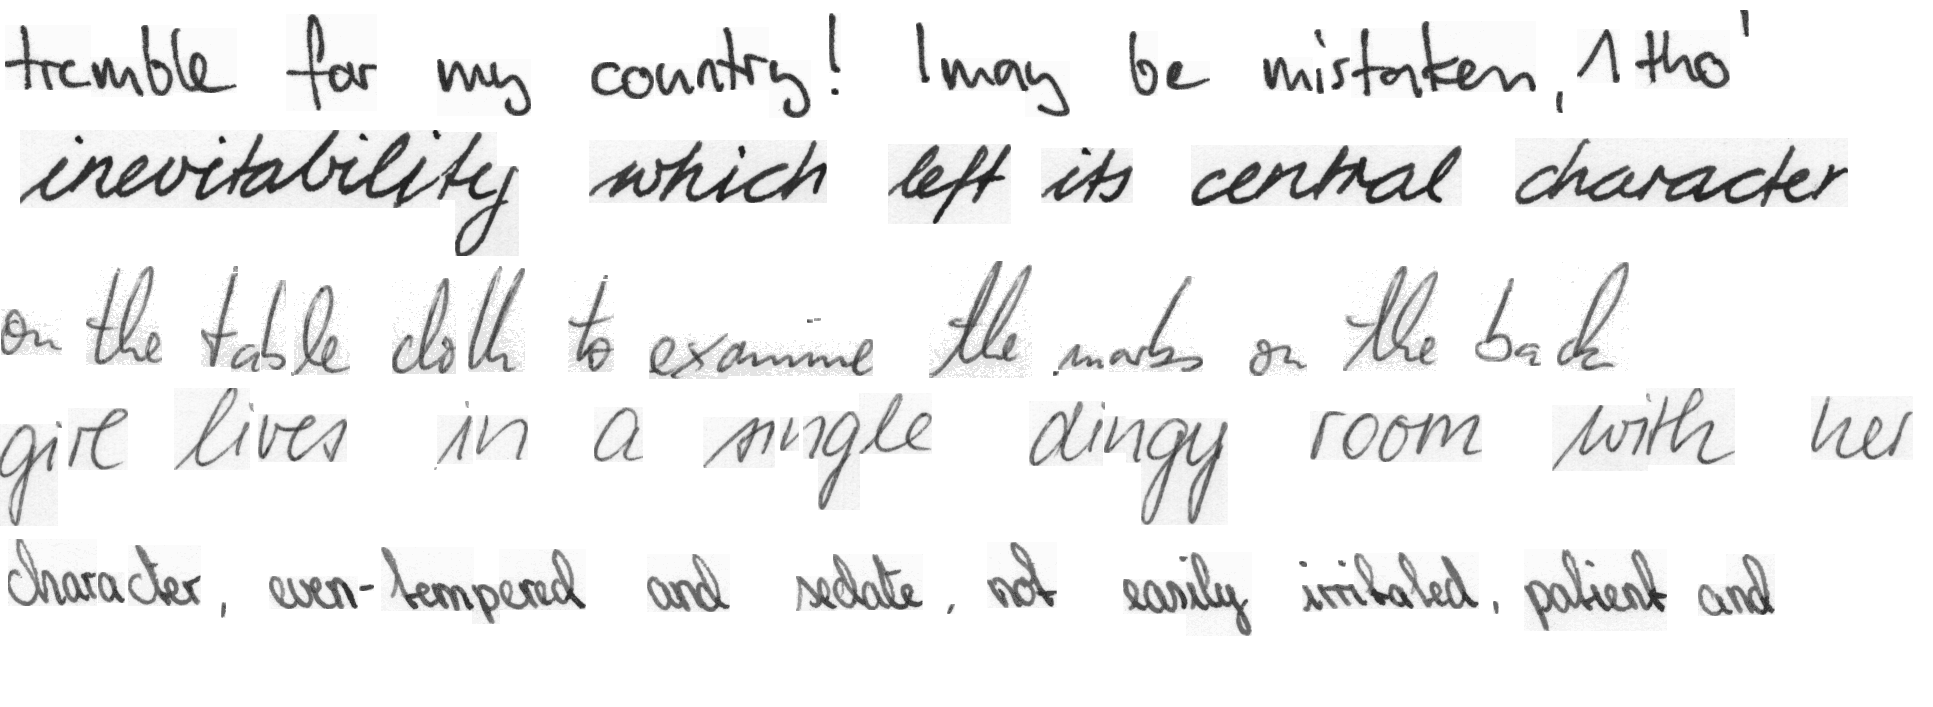 tremble for my country! I may be mistaken, 1 tho'
inevitability which left its central character
on the table cloth to examine the marks on the back
girl lives in a single dingy room with her
character, even-tempered and sedate, not easily irritated, patient and